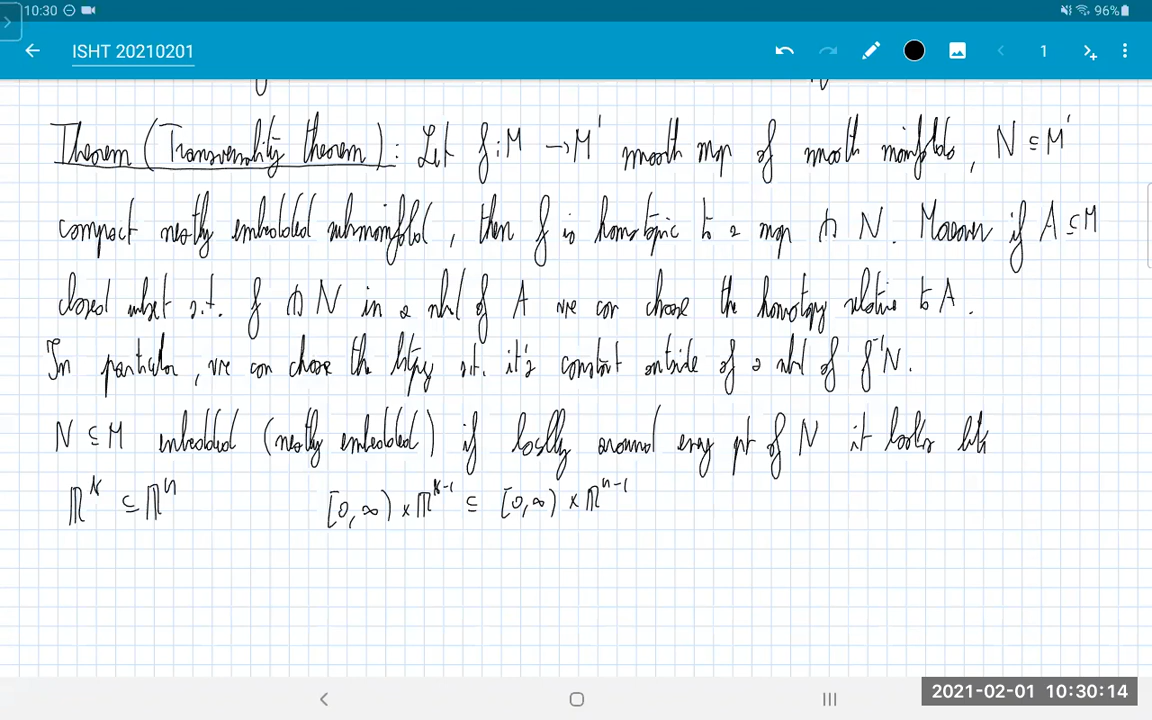 10:30
96%
ISHT 20210201
1
Theorem (Transversality theorem): Let f: M → M' smooth map of smooth manifolds, N ⊆ M'
compact neatly embedded submanifold, then f is homotopic to a map ⋔ N. Moreover if A ⊆ M
closed subset s.t. f ⋔ N in a nbd of A we can choose the homotopy relative to A.
In particular, we can choose the htpy s.t. it's constant outside of a nbd of f⁻¹N.
N ⊆ M embedded (neatly embedded) if locally around every pt of N it looks like
ℝᵏ ⊆ ℝⁿ [0,∞) × ℝᵏ⁻¹ ⊆ [0,∞) × ℝⁿ⁻¹
2021-02-01 10:30:14